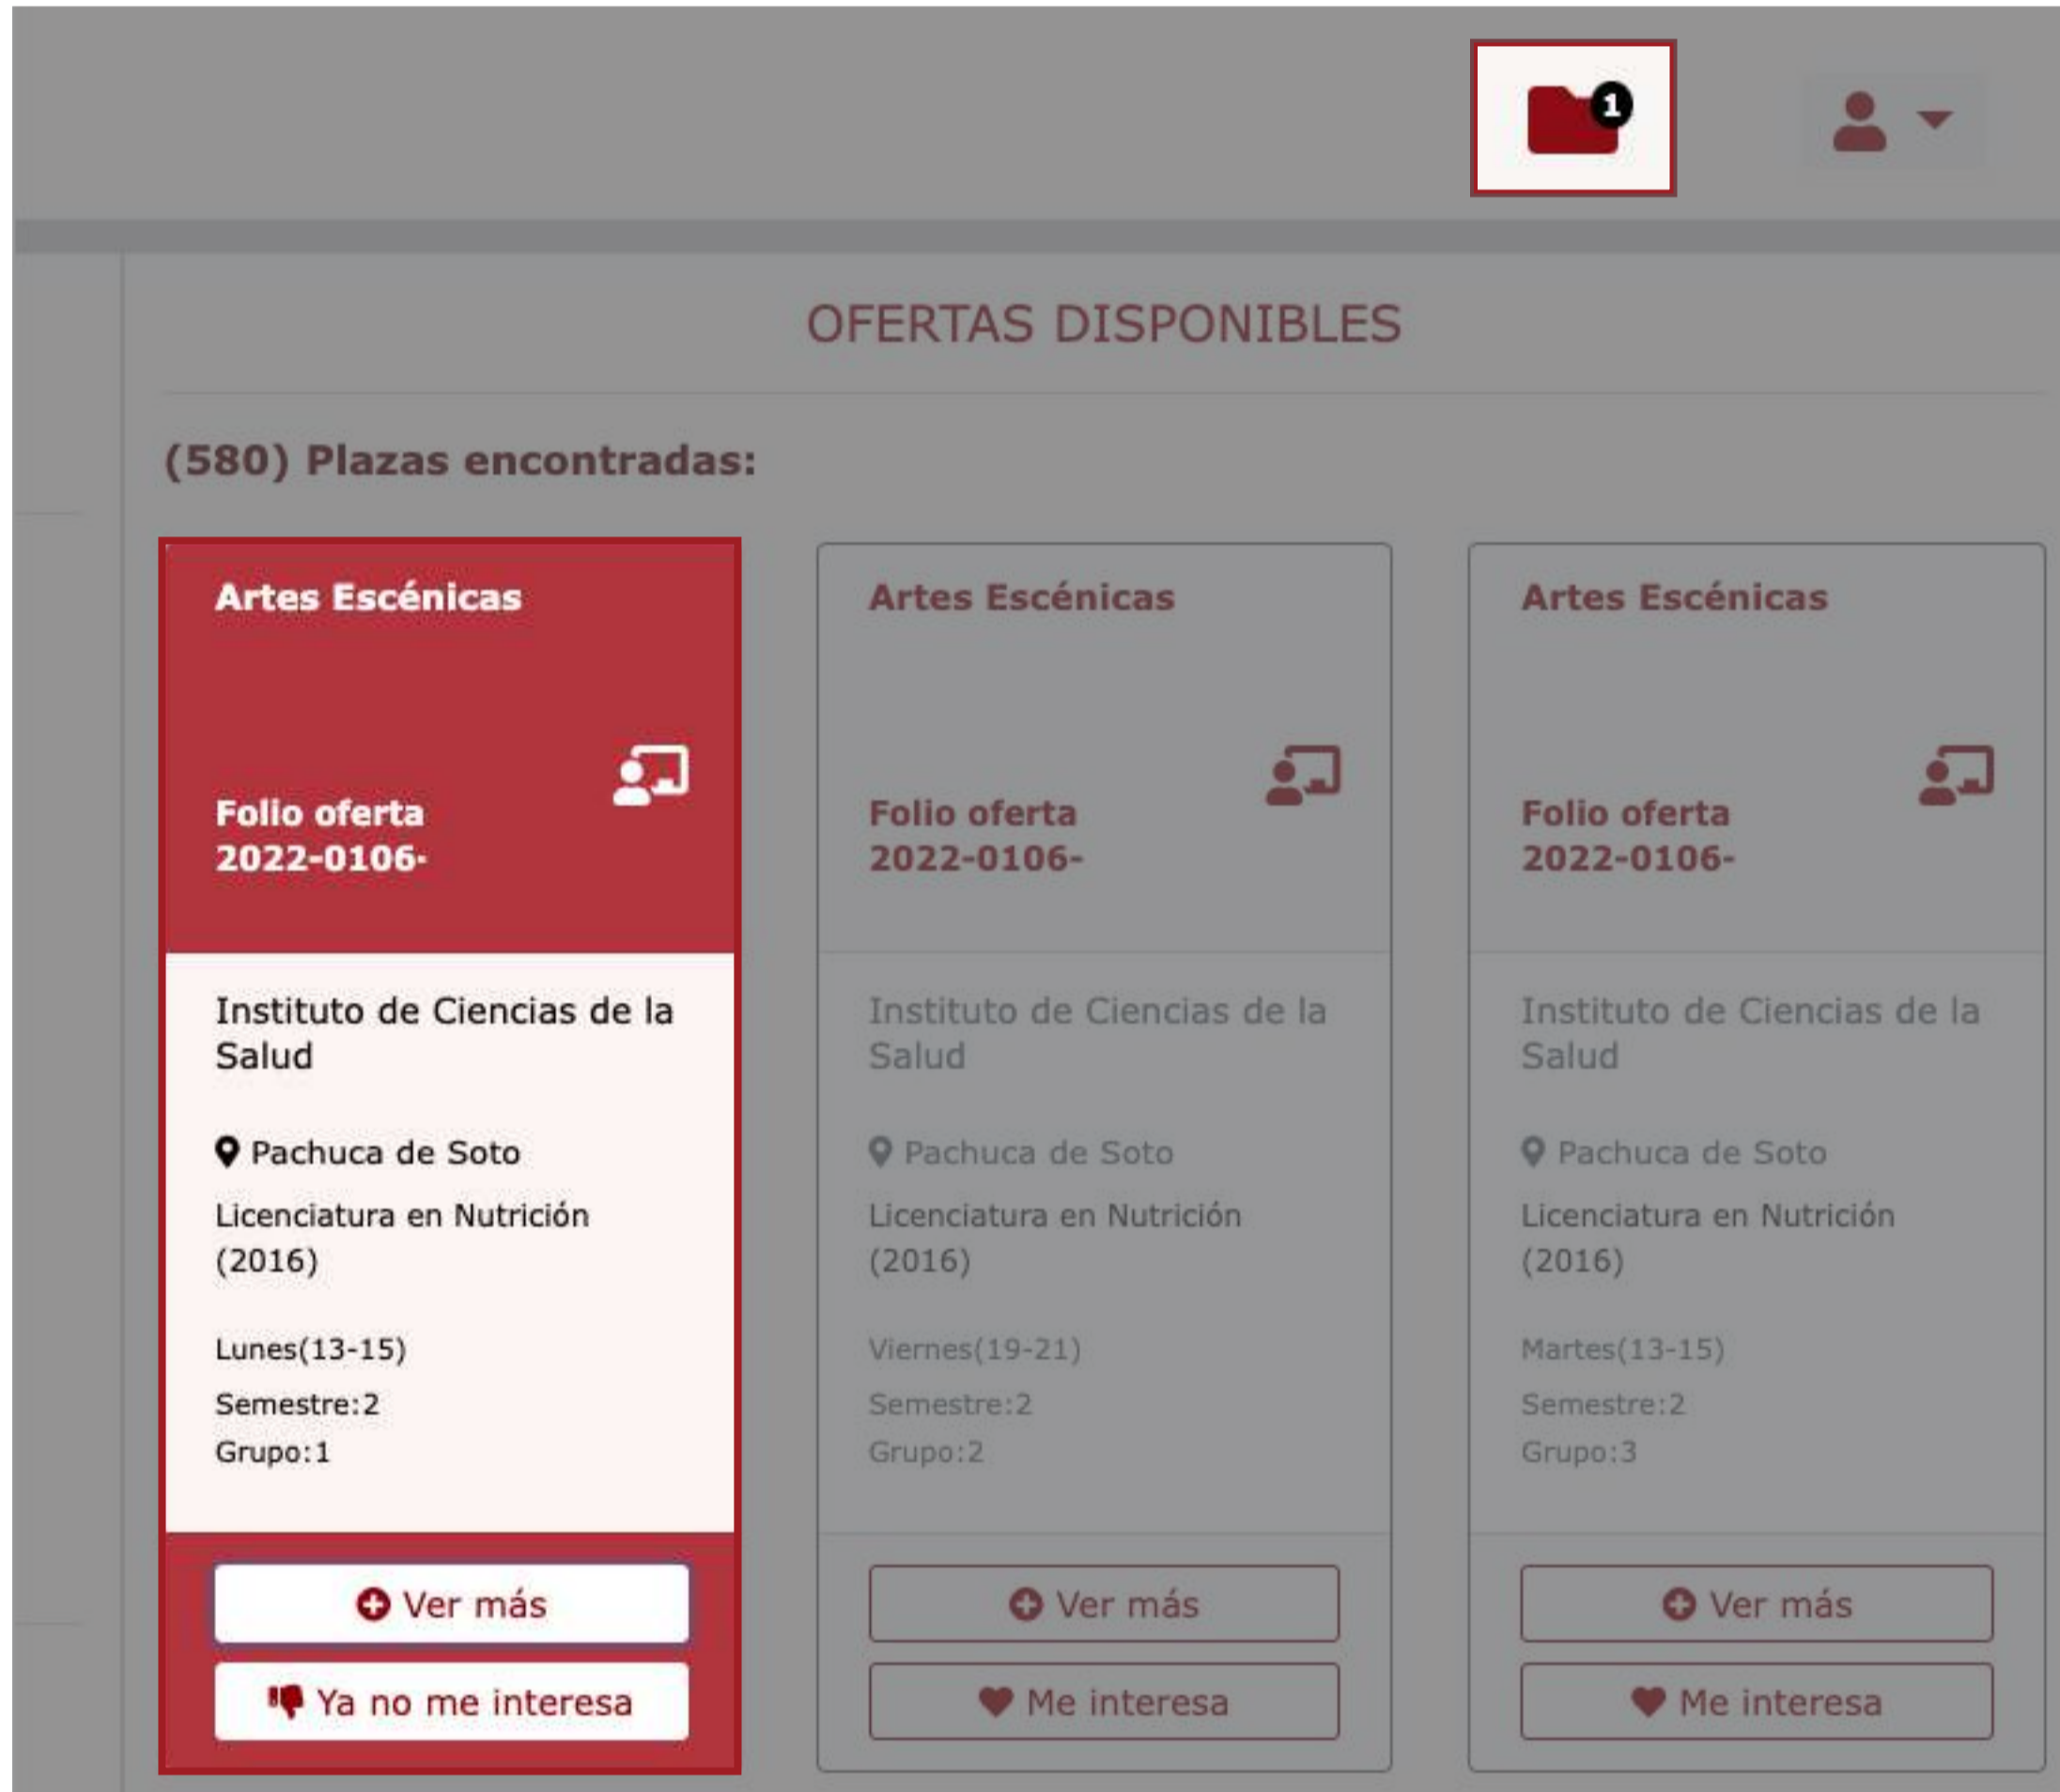 1
OFERTAS DISPONIBLES
(580) Plazas encontradas:
Artes Escénicas
Folio oferta
2022-0106-
Instituto de Ciencias de la
Salud
Pachuca de Soto
Licenciatura en Nutrición
(2016)
Lunes(13-15)
Semestre:2
Grupo:1
Ver más
Ya no me interesa
Artes Escénicas
Folio oferta
2022-0106-
Instituto de Ciencias de la
Salud
Pachuca de Soto
Licenciatura en Nutrición
(2016)
Viernes(19-21)
Semestre:2
Grupo:2
Ver más
Me interesa
Artes Escénicas
Folio oferta
2022-0106-
Instituto de Ciencias de la
Salud
Pachuca de Soto
Licenciatura en Nutrición
(2016)
Martes(13-15)
Semestre:2
Grupo:3
Ver más
Me interesa